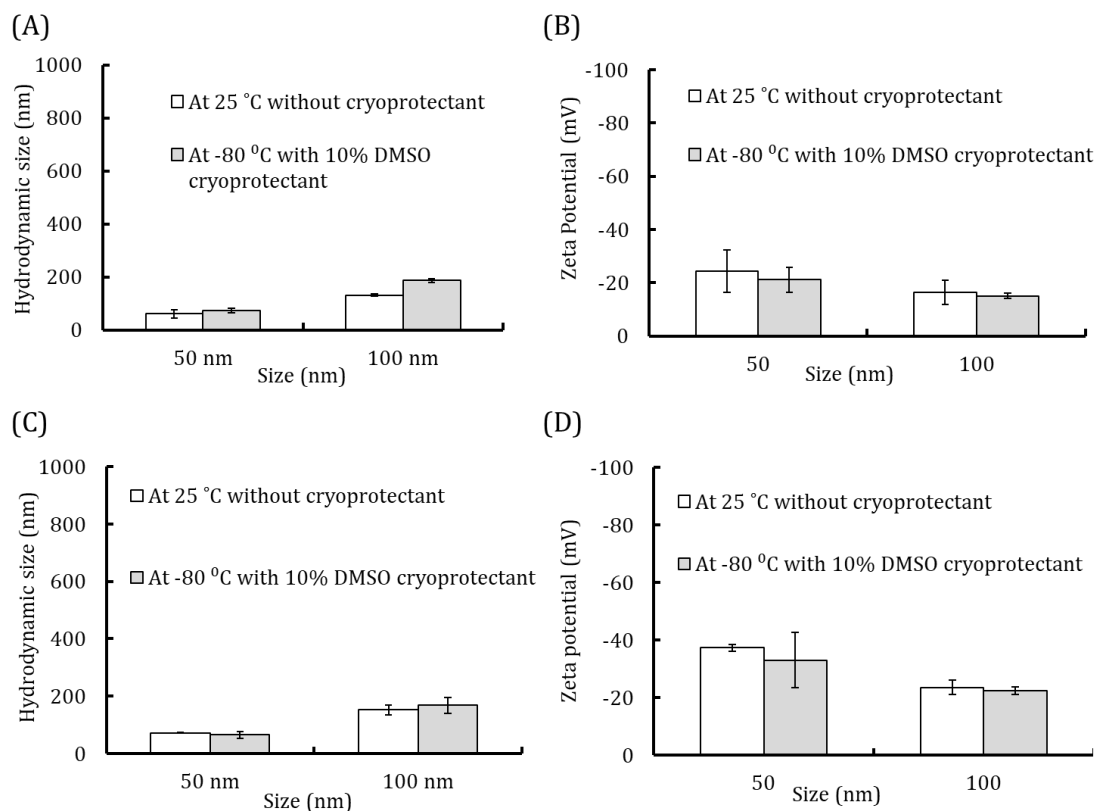 (A)
1000
800
600
400
200
0
Hydrodynamic size (nm)
At 25 °C without cryoprotectant
At -80 ⁰C with 10% DMSO
cryoprotectant
50 nm
100 nm
Size (nm)
(B)
-100
-80
-60
-40
-20
0
Zeta Potential (mV)
At 25 °C without cryoprotectant
At -80 ⁰C with 10% DMSO cryoprotectant
50
100
Size (nm)
(C)
1000
800
600
400
200
0
Hydrodynamic size (nm)
At 25 °C without cryoprotectant
At -80 ⁰C with 10% DMSO cryoprotectant
50 nm
100 nm
Size (nm)
(D)
-100
-80
-60
-40
-20
0
Zeta potential (mV)
At 25 °C without cryoprotectant
At -80 ⁰C with 10% DMSO cryoprotectant
50
100
Size (nm)